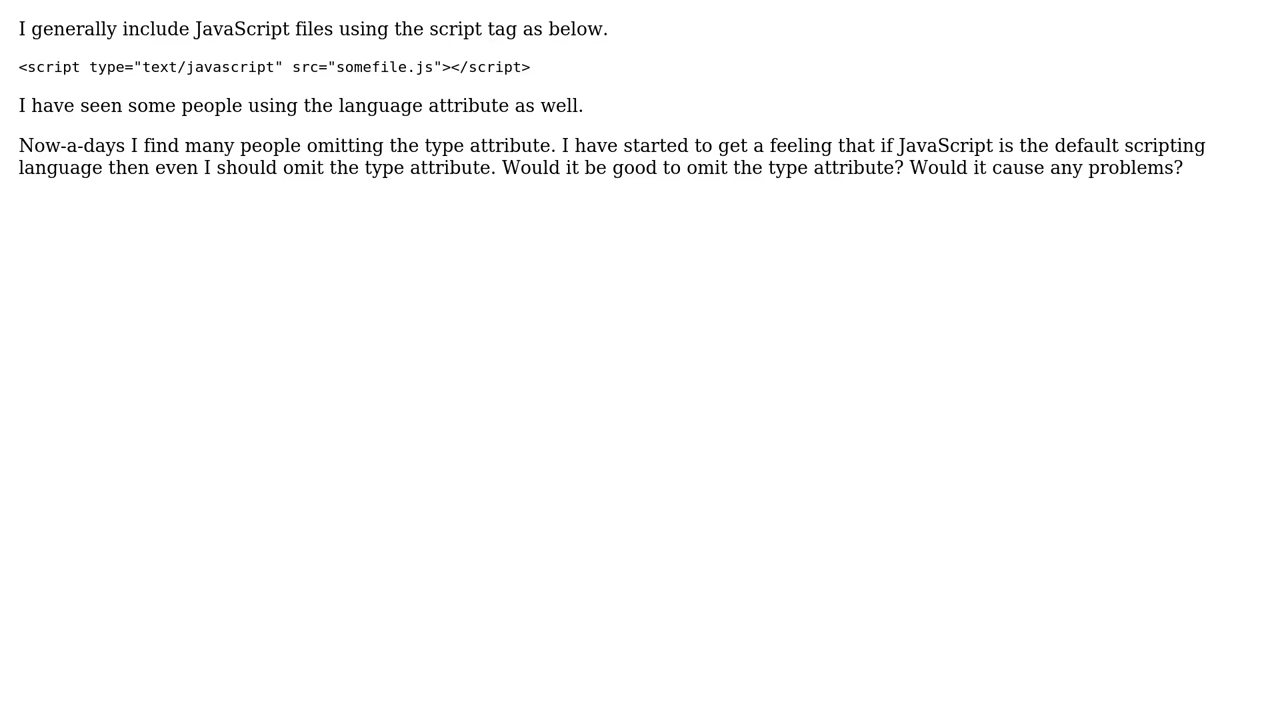 I generally include JavaScript files using the script tag as below.
<script type="text/javascript" src="somefile.js"></script>
I have seen some people using the language attribute as well.
Now-a-days I find many people omitting the type attribute. I have started to get a feeling that if JavaScript is the default scripting
language then even I should omit the type attribute. Would it be good to omit the type attribute? Would it cause any problems?